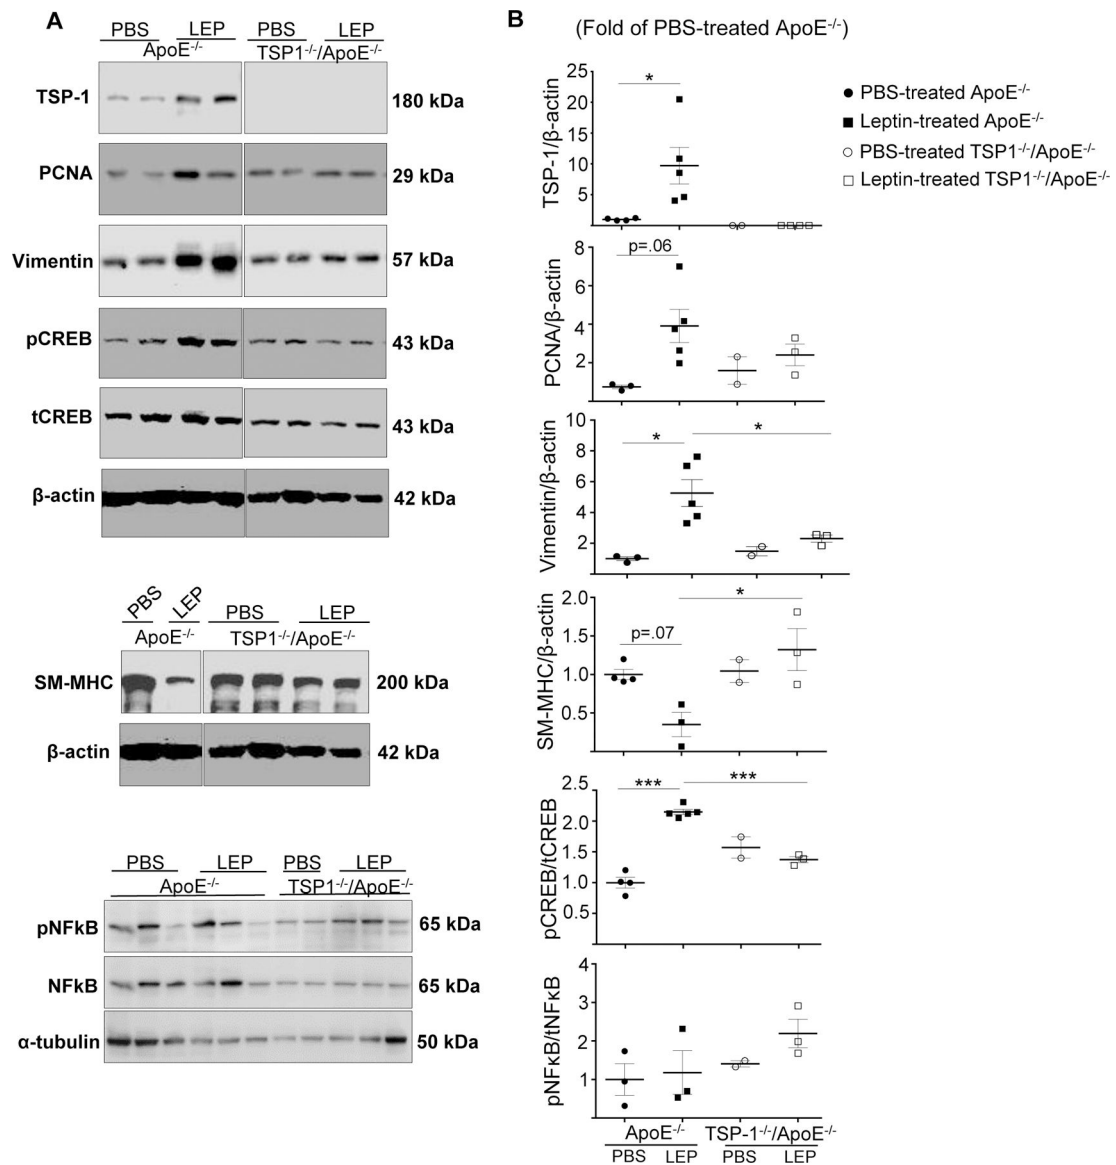 A
PBS LEP PBS LEP
ApoE-/- TSP1-/-/ApoE-/-
TSP-1 180 kDa
PCNA 29 kDa
Vimentin 57 kDa
pCREB 43 kDa
tCREB 43 kDa
β-actin 42 kDa
PBS LEP PBS LEP
ApoE-/- TSP1-/-/ApoE-/-
SM-MHC 200 kDa
β-actin 42 kDa
PBS LEP PBS LEP
ApoE-/- TSP1-/-/ApoE-/-
pNFkB 65 kDa
NFkB 65 kDa
α-tubulin 50 kDa
B
(Fold of PBS-treated ApoE-/-)
PBS-treated ApoE-/-
Leptin-treated ApoE-/-
PBS-treated TSP1-/-/ApoE-/-
Leptin-treated TSP1-/-/ApoE-/-
TSP-1/β-actin
25
20
15
10
5
*
PCNA/β-actin
8
6
4
2
p=.06
Vimentin/β-actin
10
8
6
4
2
* *
SM-MHC/β-actin
2.0
1.5
1.0
0.5
p=.07 *
pCREB/tCREB
2.5
2.0
1.5
1.0
0.5
*** ***
pNFκB/tNFκB
4
3
2
1
ApoE-/- TSP-1-/-/ApoE-/-
PBS LEP PBS LEP